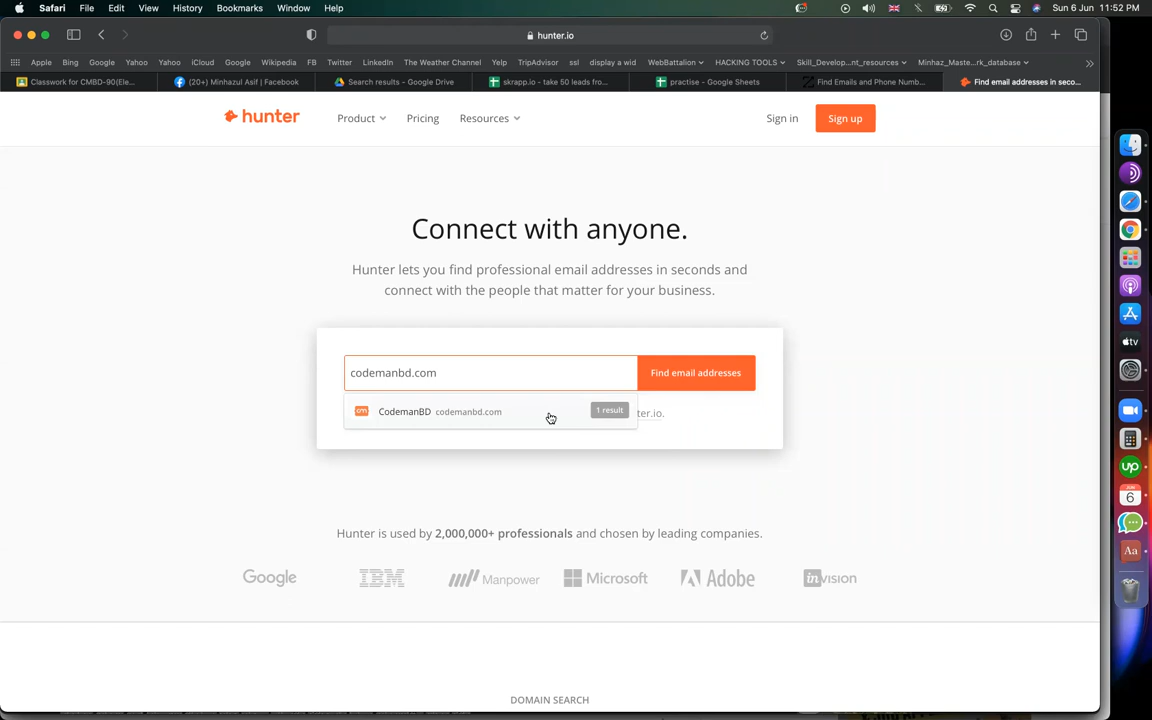 Safari File Edit View History Bookmarks Window Help Sun 6 Jun 11:52 PM
hunter.io
Apple Bing Google Yahoo Yahoo iCloud Google Wikipedia FB Twitter LinkedIn The Weather Channel Yelp TripAdvisor ssl display a wid WebBattalion HACKING TOOLS Skill_Develop...nt_resources Minhaz_Maste...rk_database
Classwork for CMBD-90(Ele... (20+) Minhazul Asif | Facebook Search results - Google Drive skrapp.io - take 50 leads fro... practise - Google Sheets Find Emails and Phone Numb... Find email addresses in seco...
hunter Product Pricing Resources Sign in Sign up
Connect with anyone.
Hunter lets you find professional email addresses in seconds and
connect with the people that matter for your business.
codemanbd.com Find email addresses
CodemanBD codemanbd.com 1 result ter.io.
Hunter is used by 2,000,000+ professionals and chosen by leading companies.
Google IBM Manpower Microsoft Adobe invision
DOMAIN SEARCH
tv
up
JUN
6
Aa